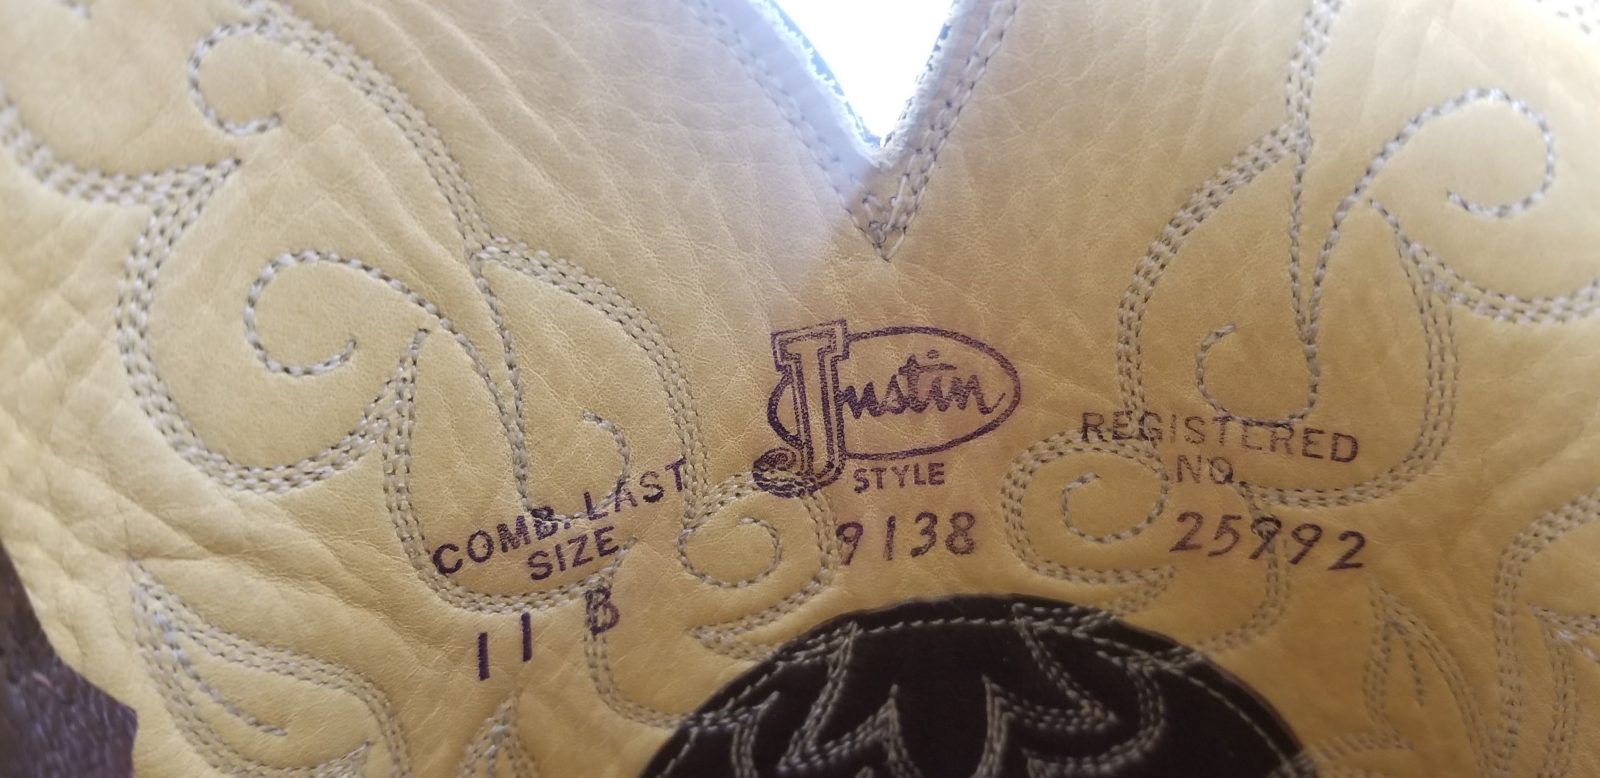 Justin
STYLE
9138
COMB. LAST
SIZE
11 B
REGISTERED
NO.
25992